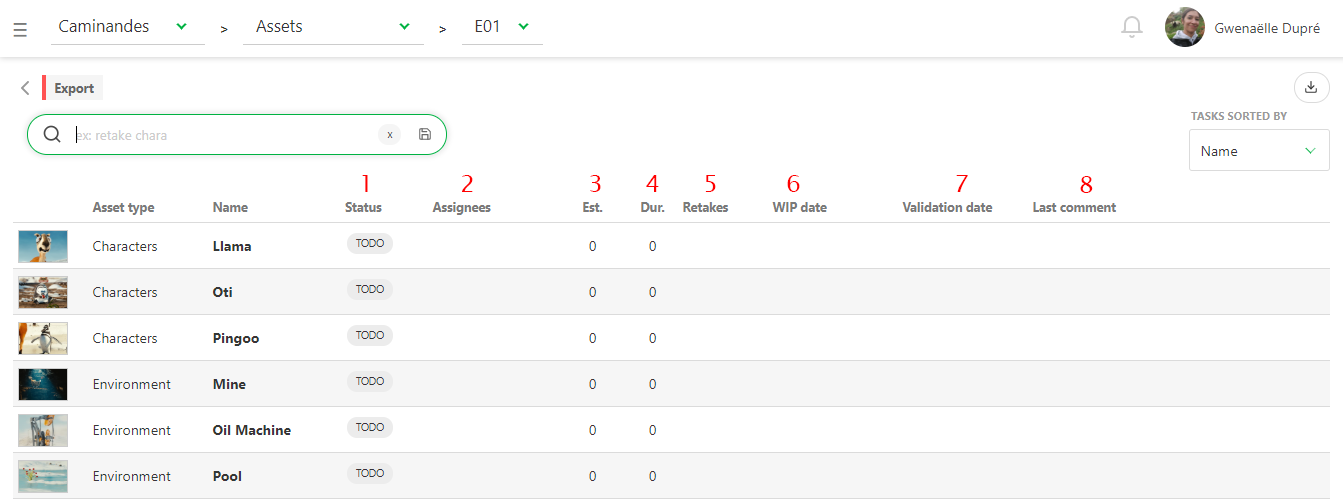 Caminandes > Assets > E01 Gwenaëlle Dupré
Export
ex: retake chara x
TASKS SORTED BY
Name
1 2 3 4 5 6 7 8
Asset type Name Status Assignees Est. Dur. Retakes WIP date Validation date Last comment
Characters Llama TODO 0 0
Characters Oti TODO 0 0
Characters Pingoo TODO 0 0
Environment Mine TODO 0 0
Environment Oil Machine TODO 0 0
Environment Pool TODO 0 0